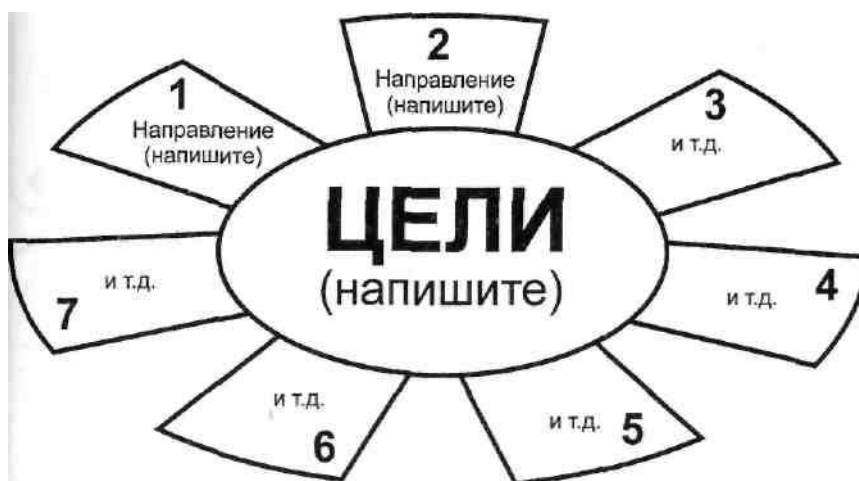 1
Направление
(напишите)
2
Направление
(напишите)
3
и т.д.
и т.д. 4
и т.д. 5
и т.д.
6
и т.д.
7
ЦЕЛИ
(напишите)